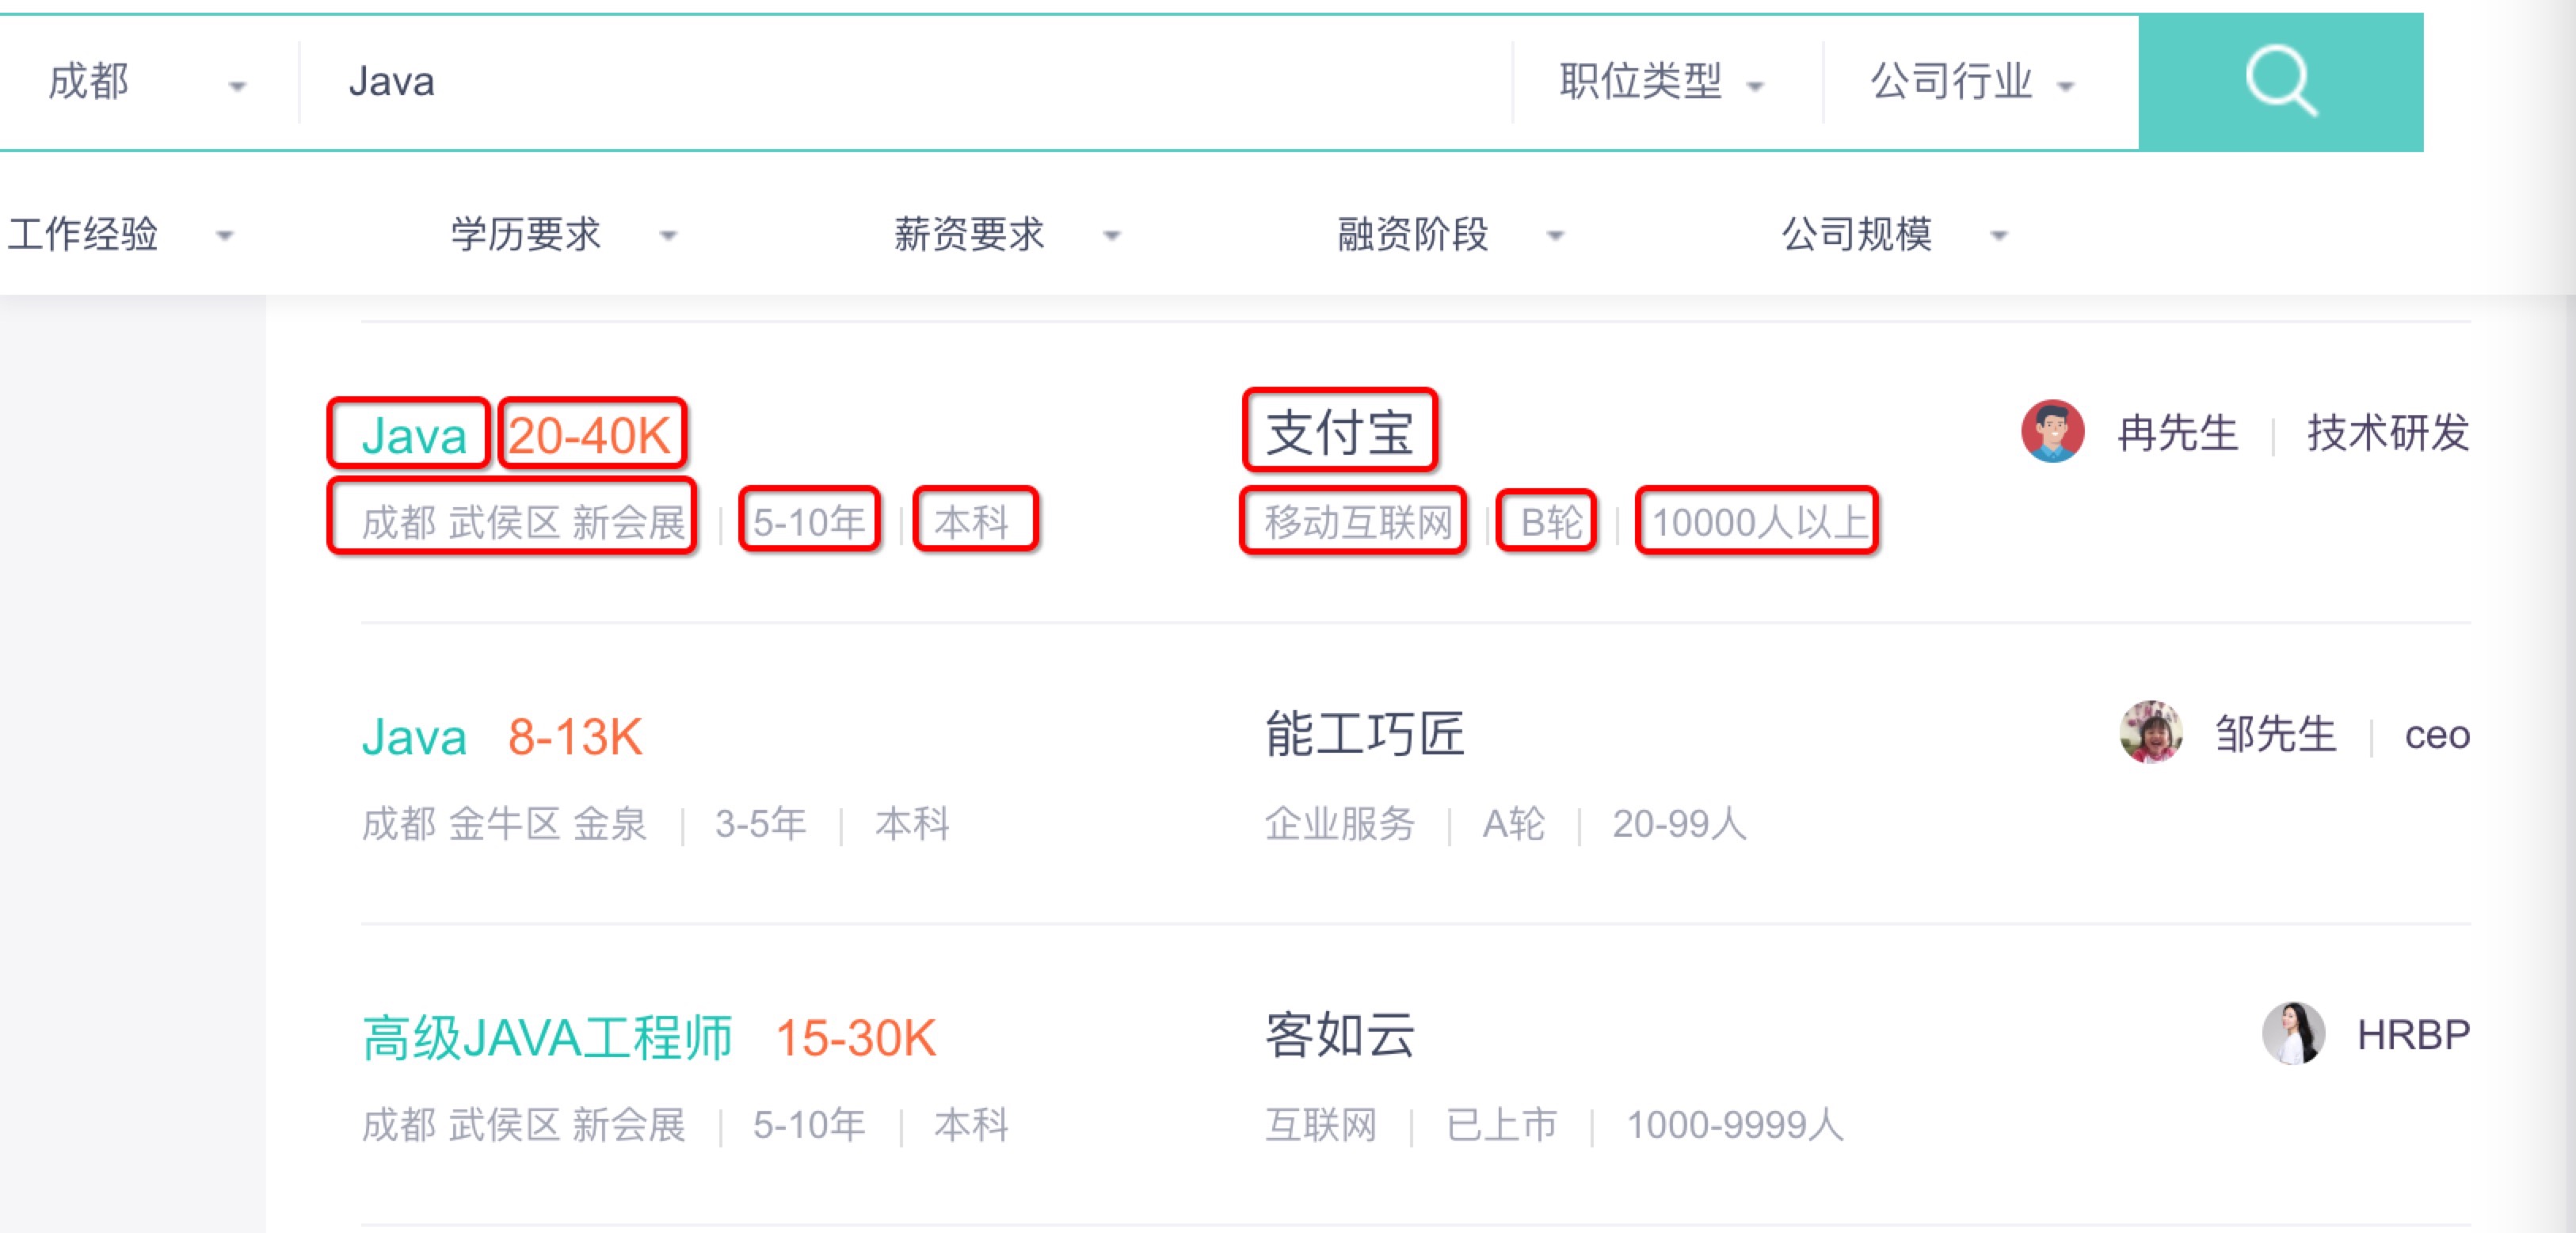 成都 Java 职位类型 公司行业
工作经验 学历要求 薪资要求 融资阶段 公司规模
Java 20-40K 支付宝 冉先生 | 技术研发
成都 武侯区 新会展 | 5-10年 | 本科 移动互联网 | B轮 | 10000人以上
Java 8-13K 能工巧匠 邹先生 | ceo
成都 金牛区 金泉 | 3-5年 | 本科 企业服务 | A轮 | 20-99人
高级JAVA工程师 15-30K 客如云 HRBP
成都 武侯区 新会展 | 5-10年 | 本科 互联网 | 已上市 | 1000-9999人